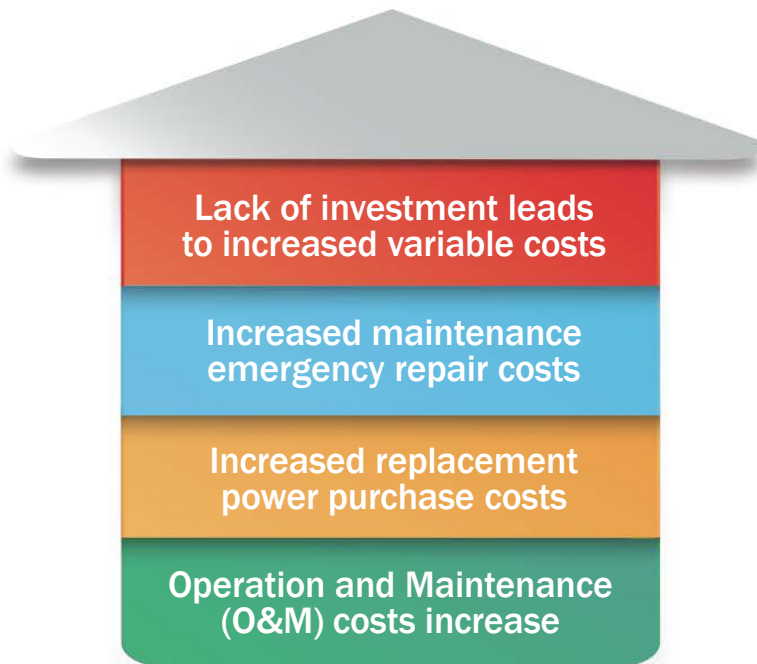 Lack of investment leads
to increased variable costs
Increased maintenance
emergency repair costs
Increased replacement
power purchase costs
Operation and Maintenance
(O&M) costs increase